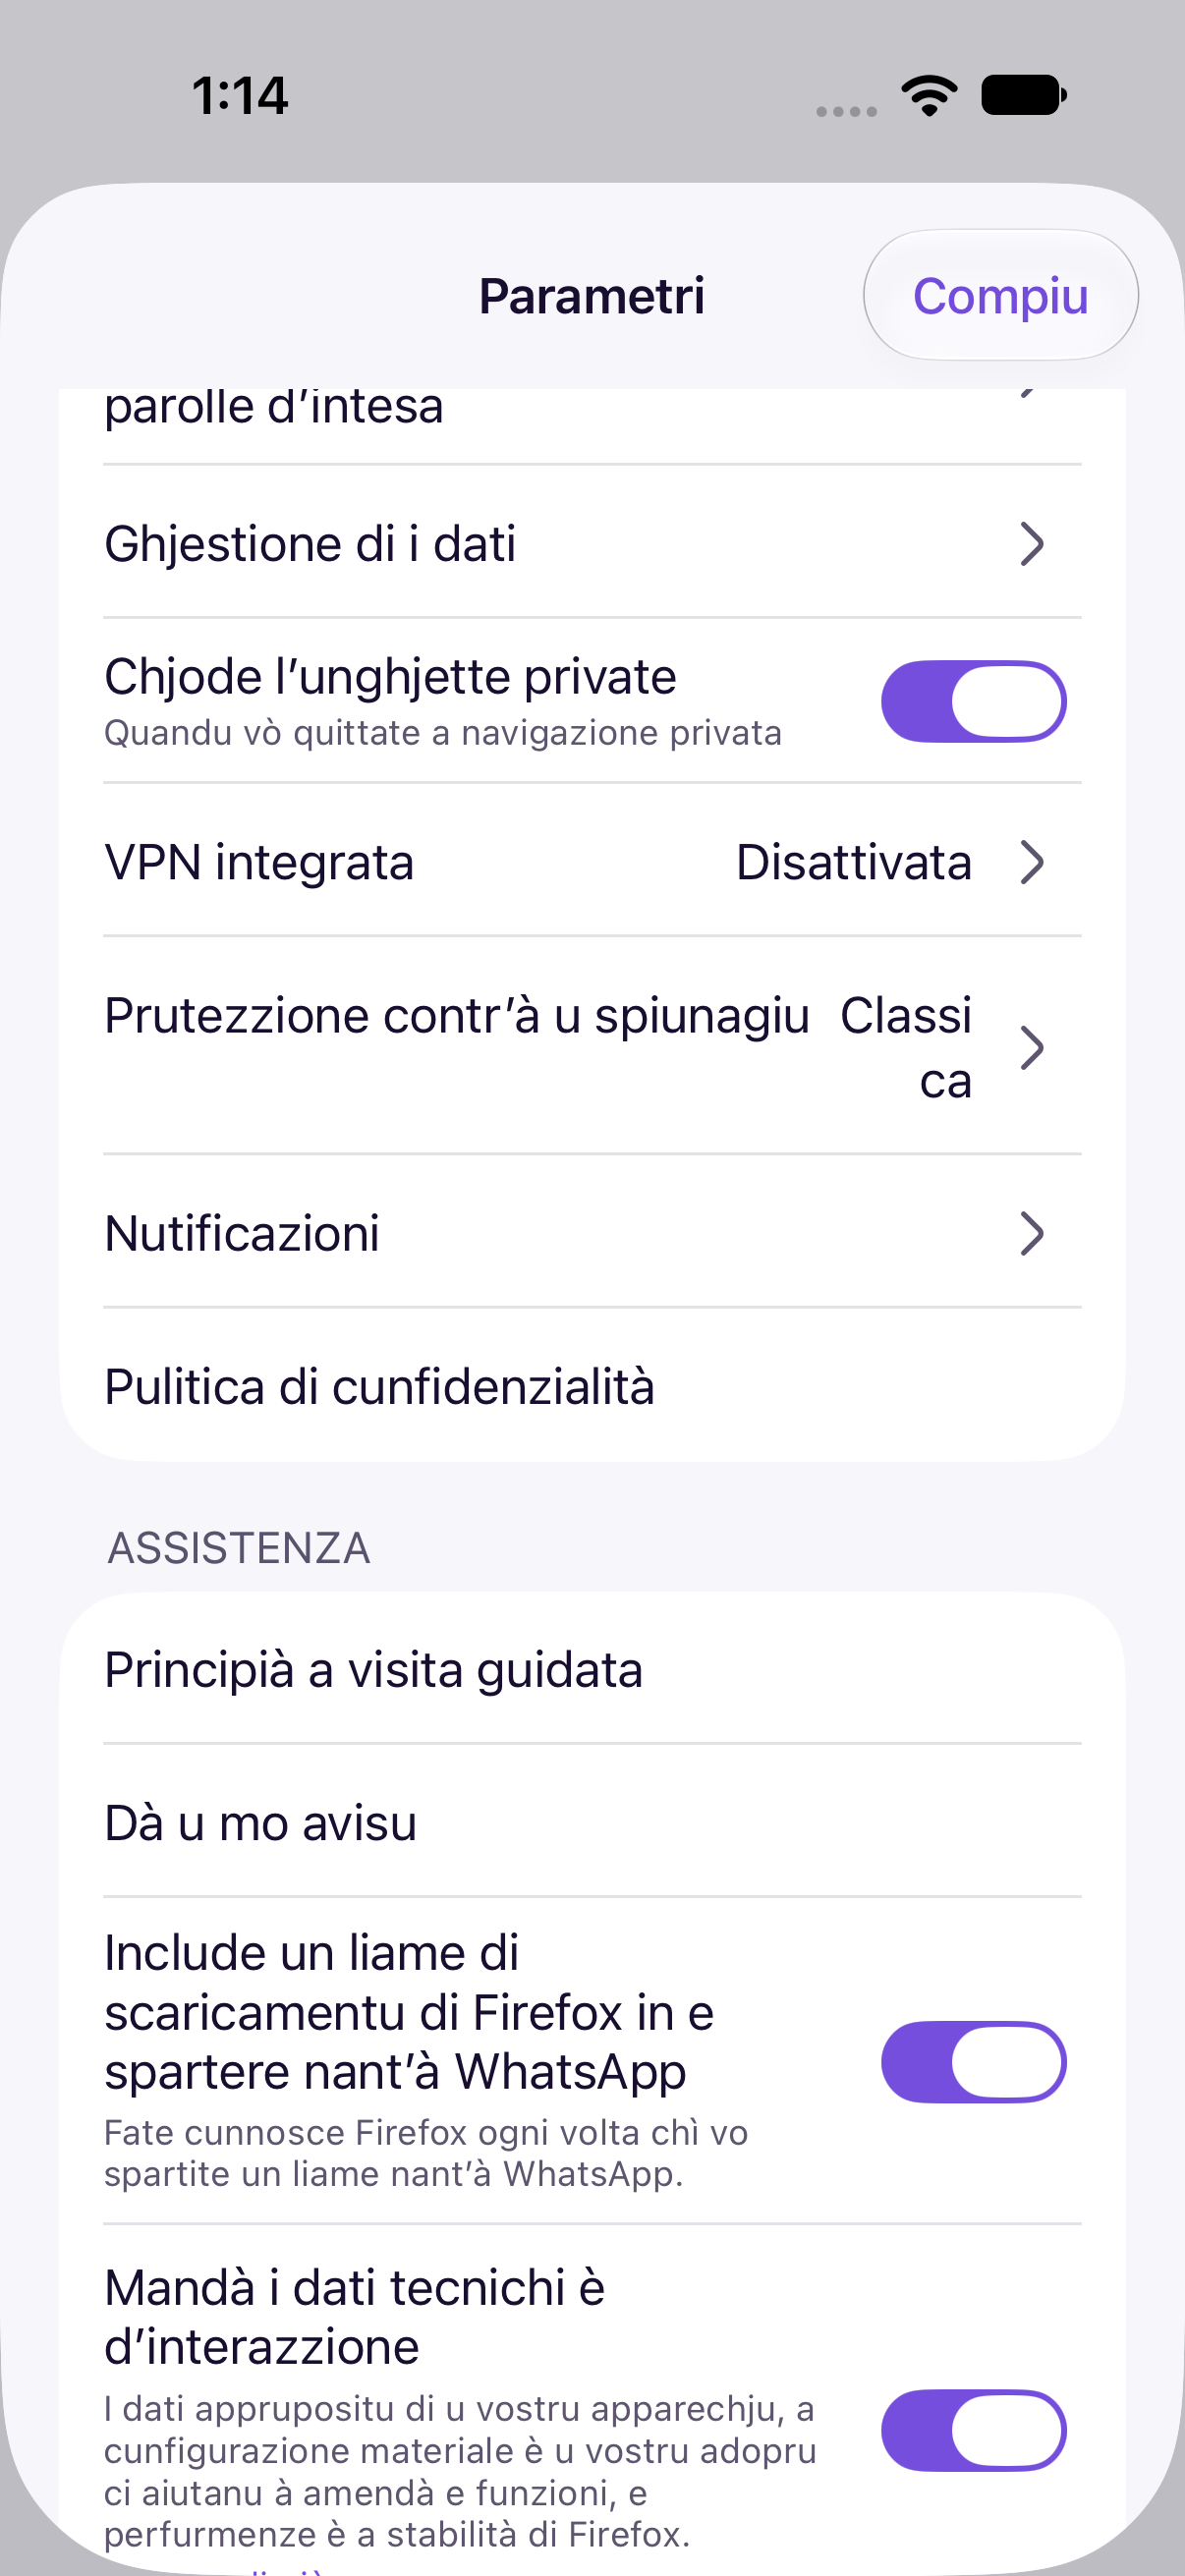 1:14
Parametri
Compiu
parolle d’intesa
Ghjestione di i dati
Chjode l’unghjette private
Quandu vò quittate a navigazione privata
VPN integrata Disattivata
Prutezzione contr’à u spiunagiu Classi
ca
Nutificazioni
Pulitica di cunfidenzialità
ASSISTENZA
Principià a visita guidata
Dà u mo avisu
Include un liame di
scaricamentu di Firefox in e
spartere nant’à WhatsApp
Fate cunnosce Firefox ogni volta chì vo
spartite un liame nant’à WhatsApp.
Mandà i dati tecnichi è
d’interazzione
I dati apprupositu di u vostru apparechju, a
cunfigurazione materiale è u vostru adopru
ci aiutanu à amendà e funzioni, e
perfurmenze è a stabilità di Firefox.